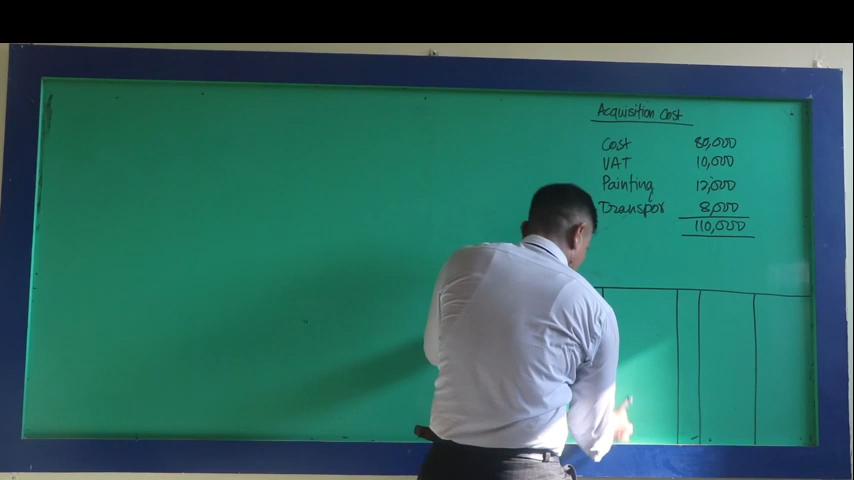 Acquisition Cost
Cost 80,000
VAT 10,000
Painting 12,000
Transpor 8,000
110,000